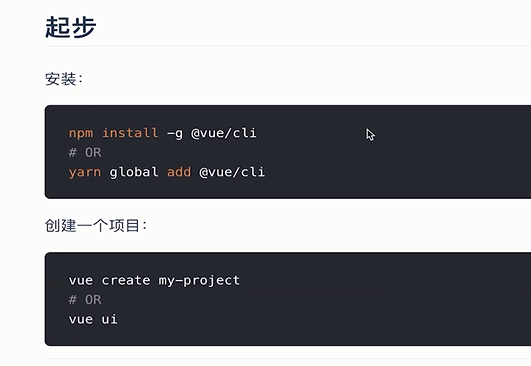 起步
安装：
npm install -g @vue/cli
# OR
yarn global add @vue/cli
创建一个项目：
vue create my-project
# OR
vue ui